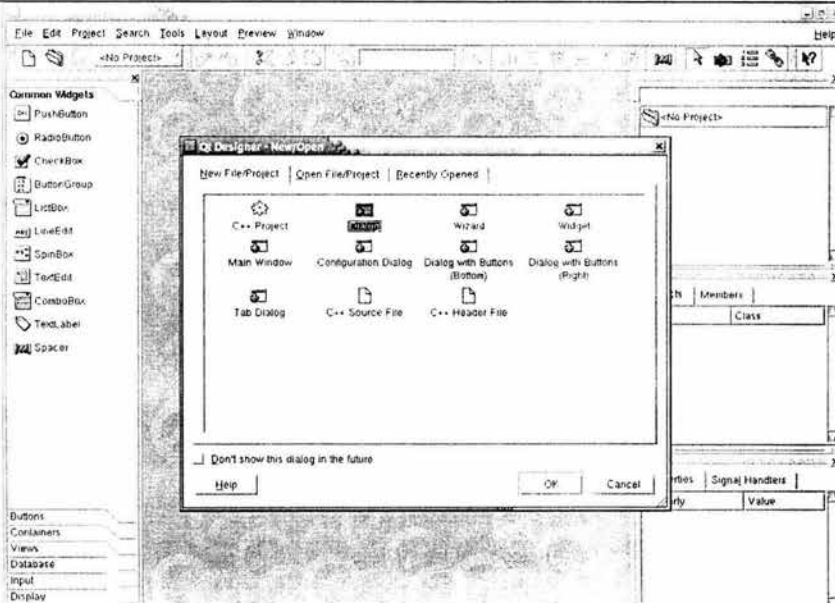 File Edit Project Search Tools Layout Preview Window Help
<No Project>
Common Widgets
PushButton
RadioButton
CheckBox
ButtonGroup
ListBox
LineEdit
SpinBox
TextEdit
ComboBox
TextLabel
Spacer
Buttons
Containers
Views
Database
Input
Display
Qt Designer - New/Open
New File/Project Open File/Project Recently Opened
C++ Project Dialog Wizard Widget
Main Window Configuration Dialog Dialog with Buttons (Bottom) Dialog with Buttons (Right)
Tab Dialog C++ Source File C++ Header File
Don't show this dialog in the future
Help OK Cancel
<No Project>
Members
Class
Signal Handlers
Value